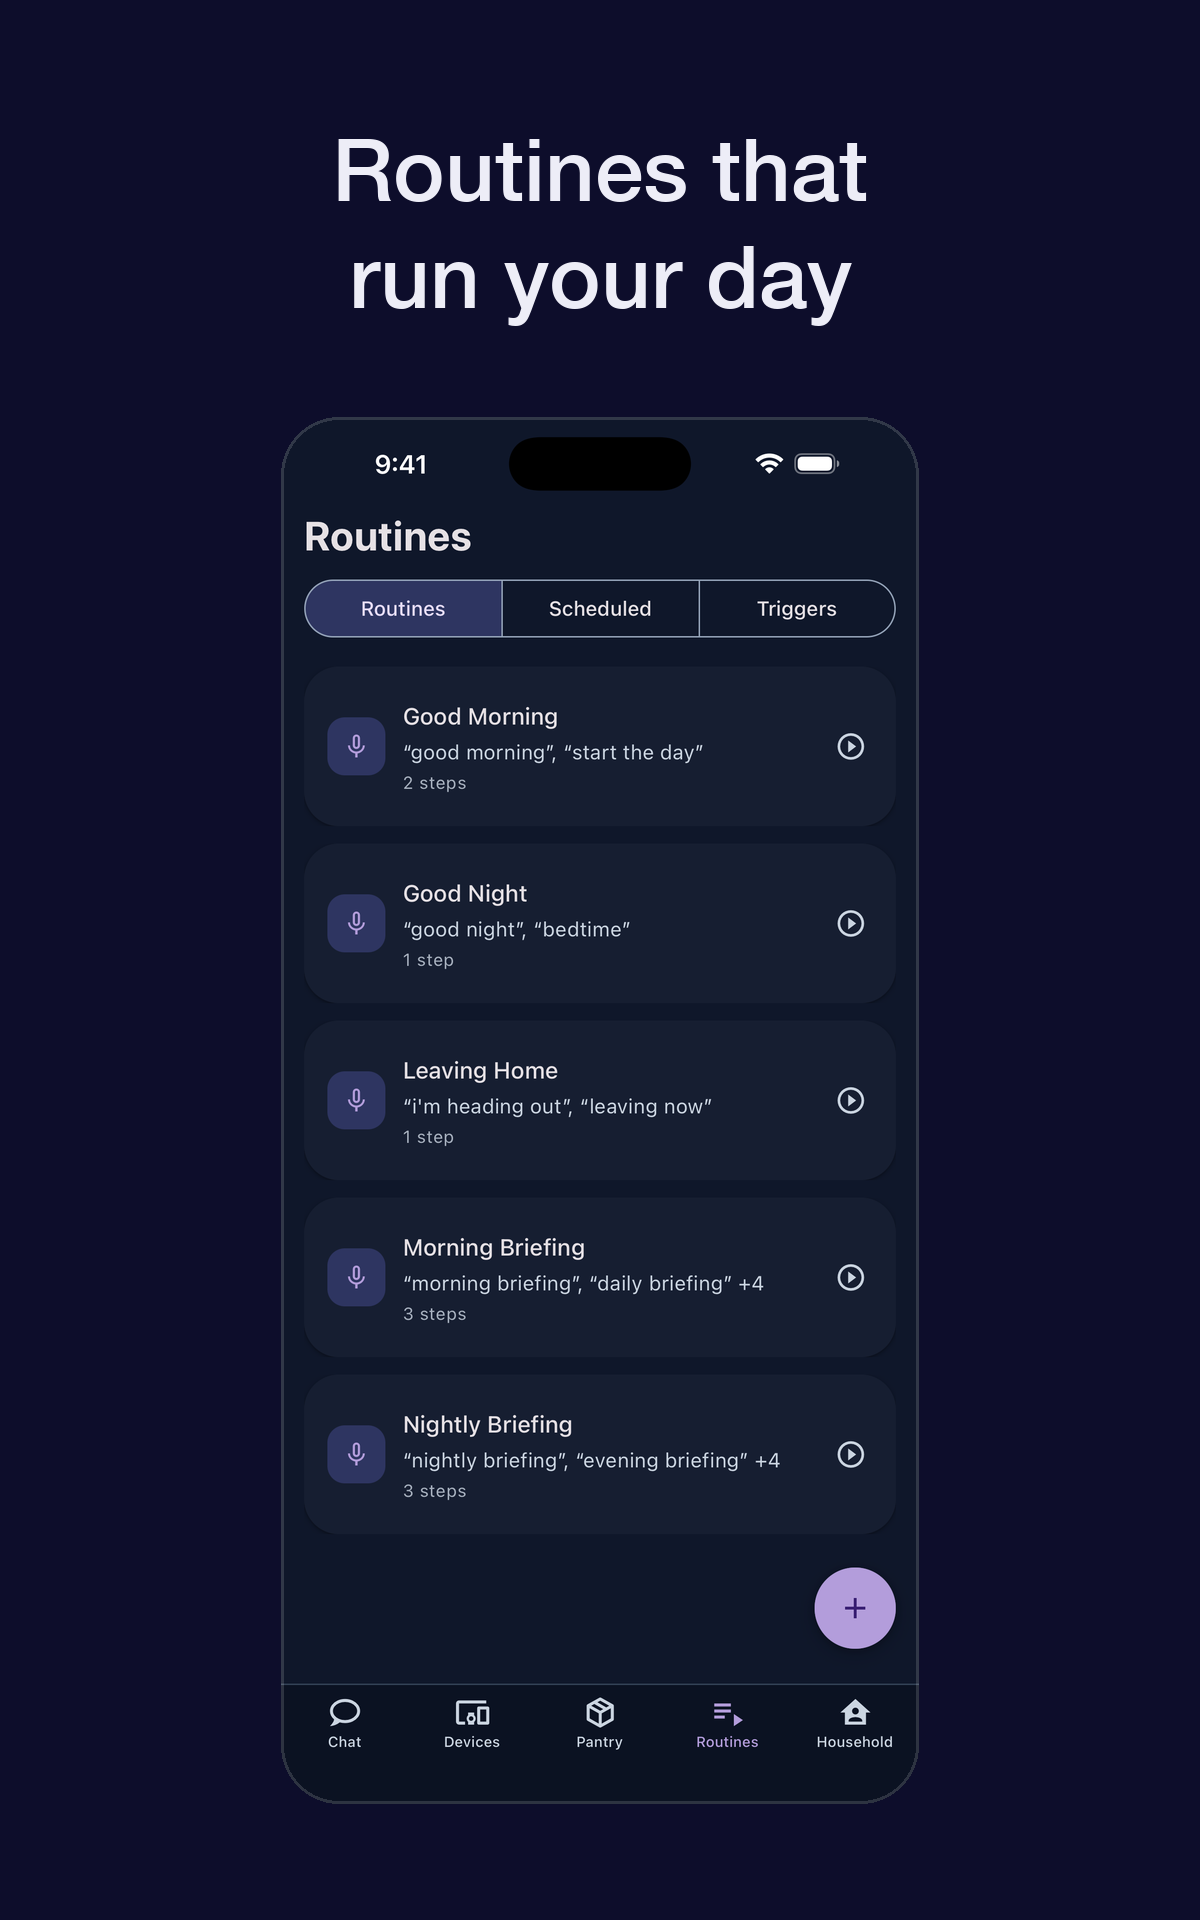 Routines that
run your day
9:41
Routines
Routines
Scheduled
Triggers
Good Morning
“good morning”, “start the day”
2 steps
Good Night
“good night”, “bedtime”
1 step
Leaving Home
“i'm heading out”, “leaving now”
1 step
Morning Briefing
“morning briefing”, “daily briefing” +4
3 steps
Nightly Briefing
“nightly briefing”, “evening briefing” +4
3 steps
Chat
Devices
Pantry
Routines
Household